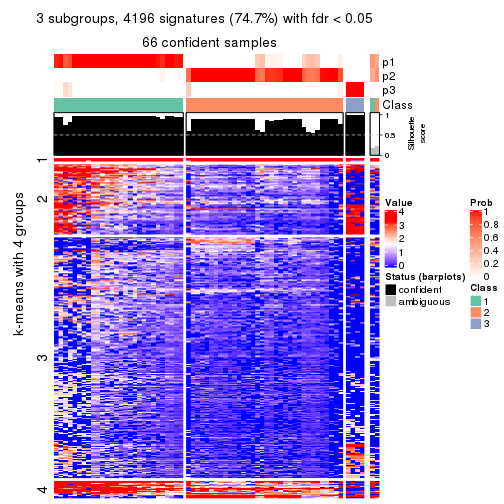 3 subgroups, 4196 signatures (74.7%) with fdr < 0.05
66 confident samples
p1
p2
p3
Class
1
0.5
0
Silhouette
score
k-means with 4 groups
1
2
3
4
Value
4
3
2
1
0
Status (barplots)
confident
ambiguous
Prob
1
0.8
0.6
0.4
0.2
0
Class
1
2
3